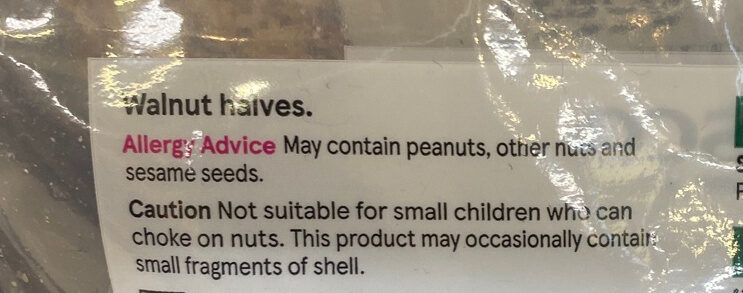 Walnut halves.
Allergy Advice May contain peanuts, other nuts and
sesame seeds.
Caution Not suitable for small children who can
choke on nuts. This product may occasionally contain
small fragments of shell.